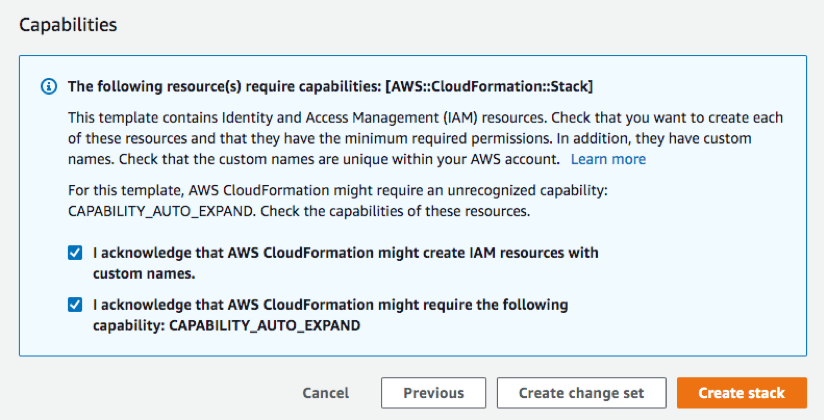 Capabilities
The following resource(s) require capabilities: [AWS::CloudFormation::Stack]
This template contains Identity and Access Management (IAM) resources. Check that you want to create each
of these resources and that they have the minimum required permissions. In addition, they have custom
names. Check that the custom names are unique within your AWS account. Learn more
For this template, AWS CloudFormation might require an unrecognized capability:
CAPABILITY_AUTO_EXPAND. Check the capabilities of these resources.
I acknowledge that AWS CloudFormation might create IAM resources with
custom names.
I acknowledge that AWS CloudFormation might require the following
capability: CAPABILITY_AUTO_EXPAND
Cancel Previous Create change set Create stack